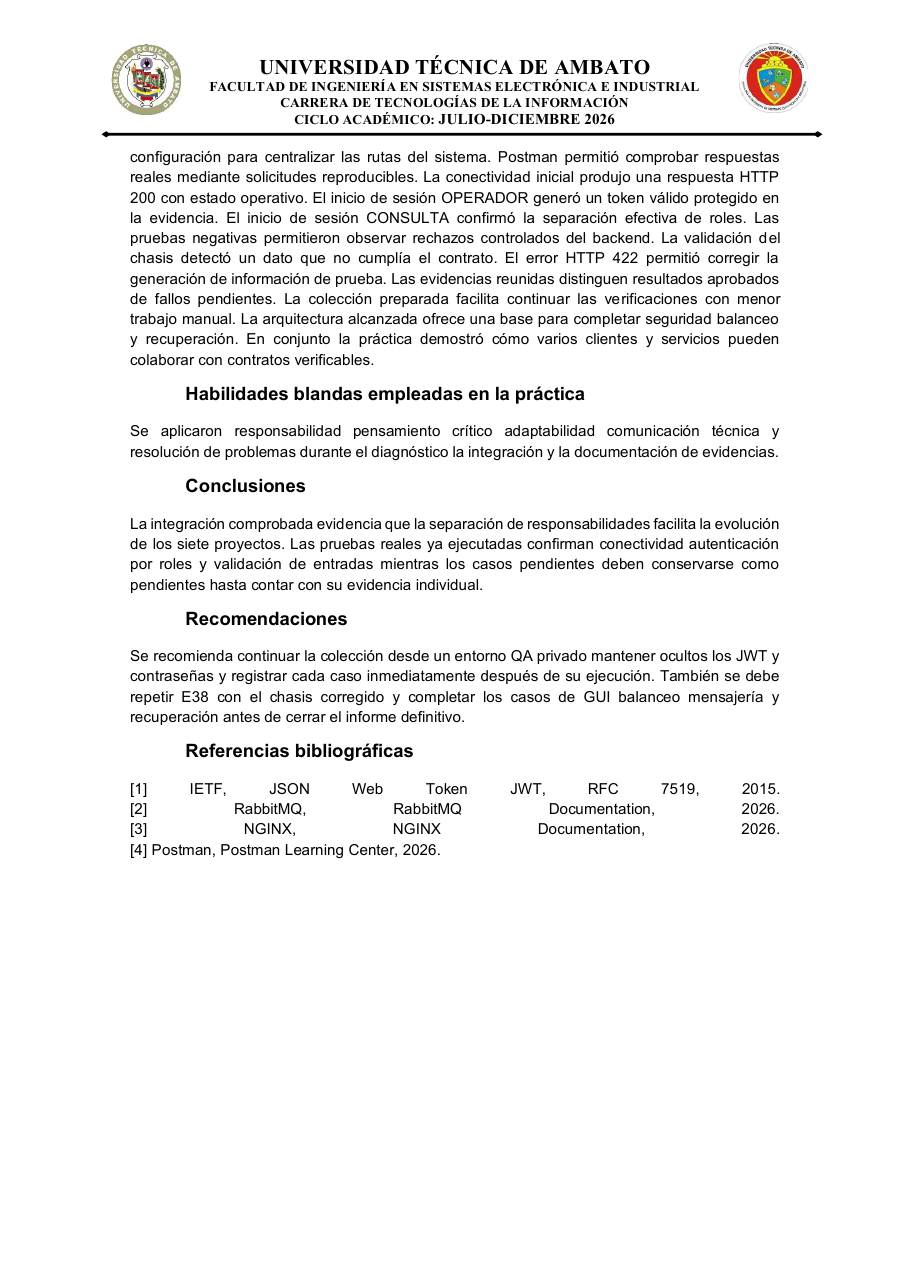 UNIVERSIDAD TÉCNICA DE AMBATO
FACULTAD DE INGENIERÍA EN SISTEMAS ELECTRÓNICA E INDUSTRIAL
CARRERA DE TECNOLOGÍAS DE LA INFORMACIÓN
CICLO ACADÉMICO: JULIO-DICIEMBRE 2026
configuración para centralizar las rutas del sistema. Postman permitió comprobar respuestas
reales mediante solicitudes reproducibles. La conectividad inicial produjo una respuesta HTTP
200 con estado operativo. El inicio de sesión OPERADOR generó un token válido protegido en
la evidencia. El inicio de sesión CONSULTA confirmó la separación efectiva de roles. Las
pruebas negativas permitieron observar rechazos controlados del backend. La validación del
chasis detectó un dato que no cumplía el contrato. El error HTTP 422 permitió corregir la
generación de información de prueba. Las evidencias reunidas distinguen resultados aprobados
de fallos pendientes. La colección preparada facilita continuar las verificaciones con menor
trabajo manual. La arquitectura alcanzada ofrece una base para completar seguridad balanceo
y recuperación. En conjunto la práctica demostró cómo varios clientes y servicios pueden
colaborar con contratos verificables.
Habilidades blandas empleadas en la práctica
Se aplicaron responsabilidad pensamiento crítico adaptabilidad comunicación técnica y
resolución de problemas durante el diagnóstico la integración y la documentación de evidencias.
Conclusiones
La integración comprobada evidencia que la separación de responsabilidades facilita la evolución
de los siete proyectos. Las pruebas reales ya ejecutadas confirman conectividad autenticación
por roles y validación de entradas mientras los casos pendientes deben conservarse como
pendientes hasta contar con su evidencia individual.
Recomendaciones
Se recomienda continuar la colección desde un entorno QA privado mantener ocultos los JWT y
contraseñas y registrar cada caso inmediatamente después de su ejecución. También se debe
repetir E38 con el chasis corregido y completar los casos de GUI balanceo mensajería y
recuperación antes de cerrar el informe definitivo.
Referencias bibliográficas
[1] IETF, JSON Web Token JWT, RFC 7519, 2015.
[2] RabbitMQ, RabbitMQ Documentation, 2026.
[3] NGINX, NGINX Documentation, 2026.
[4] Postman, Postman Learning Center, 2026.